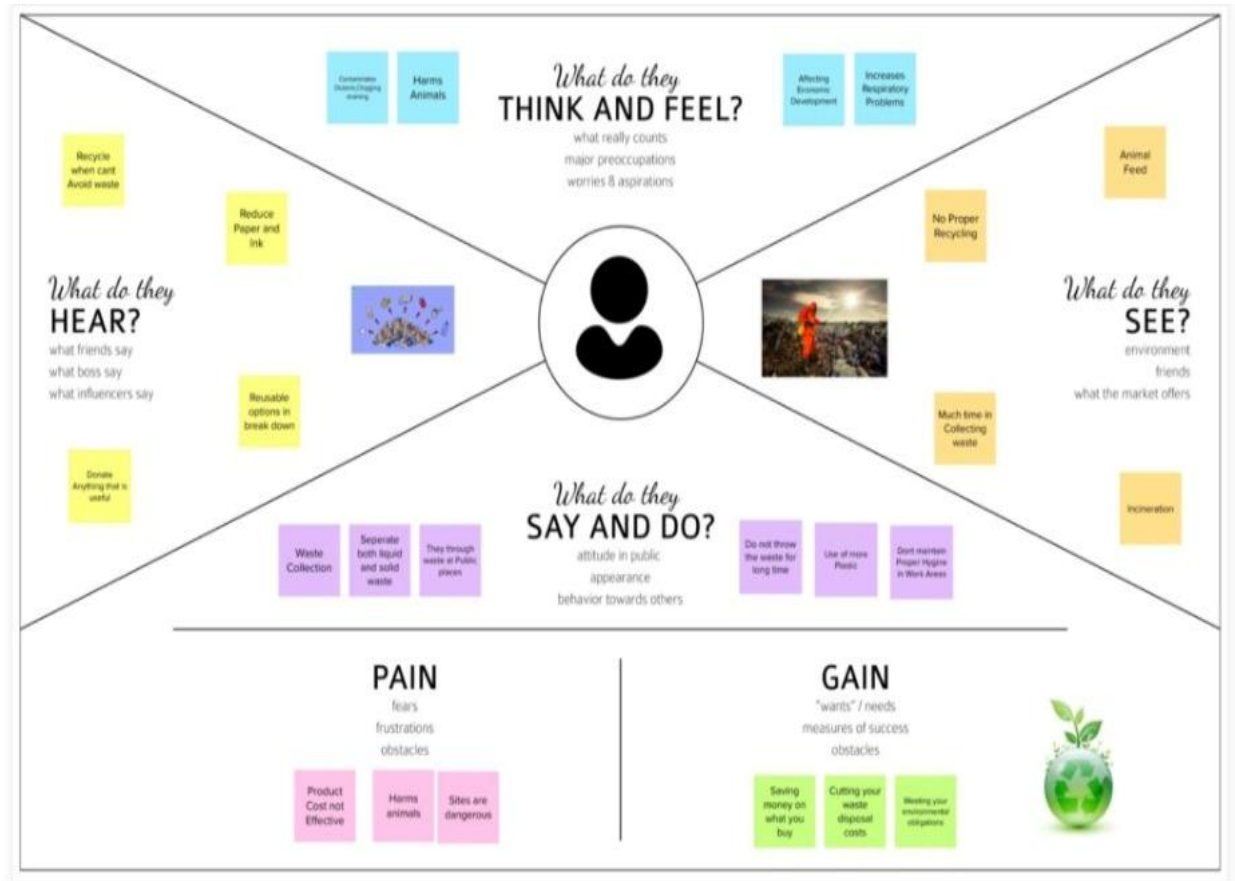 Contaminates
Oceans,Clogging
draining
Harms
Animals
What do they
THINK AND FEEL?
what really counts
major preoccupations
worries & aspirations
Affecting
Economic
Development
Increases
Respiratory
Problems
Recycle
when cant
Avoid waste
Reduce
Paper and
Ink
What do they
HEAR?
what friends say
what boss say
what influencers say
Reusable
options in
break down
Donate
Anything that is
useful
Animal
Feed
No Proper
Recycling
What do they
SEE?
environment
friends
what the market offers
Much time in
Collecting
waste
Incineration
What do they
SAY AND DO?
attitude in public
appearance
behavior towards others
Waste
Collection
Seperate
both liquid
and solid
waste
They through
waste at Public
places
Do not throw
the waste for
long time
Use of more
Plastic
Dont maintain
Proper Hygine
in Work Areas
PAIN
fears
frustrations
obstacles
Product
Cost not
Effective
Harms
animals
Sites are
dangerous
GAIN
"wants" / needs
measures of success
obstacles
Saving
money on
what you
buy
Cutting your
waste
disposal
costs
Meeting your
environmental
obligations